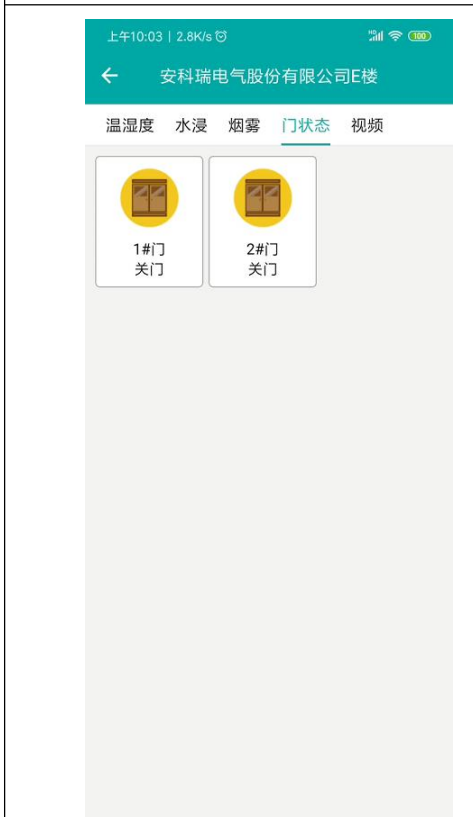 上午10:03 | 2.8K/s
HD 100
安科瑞电气股份有限公司E楼
温湿度 水浸 烟雾 门状态 视频
1#门 2#门
关门 关门